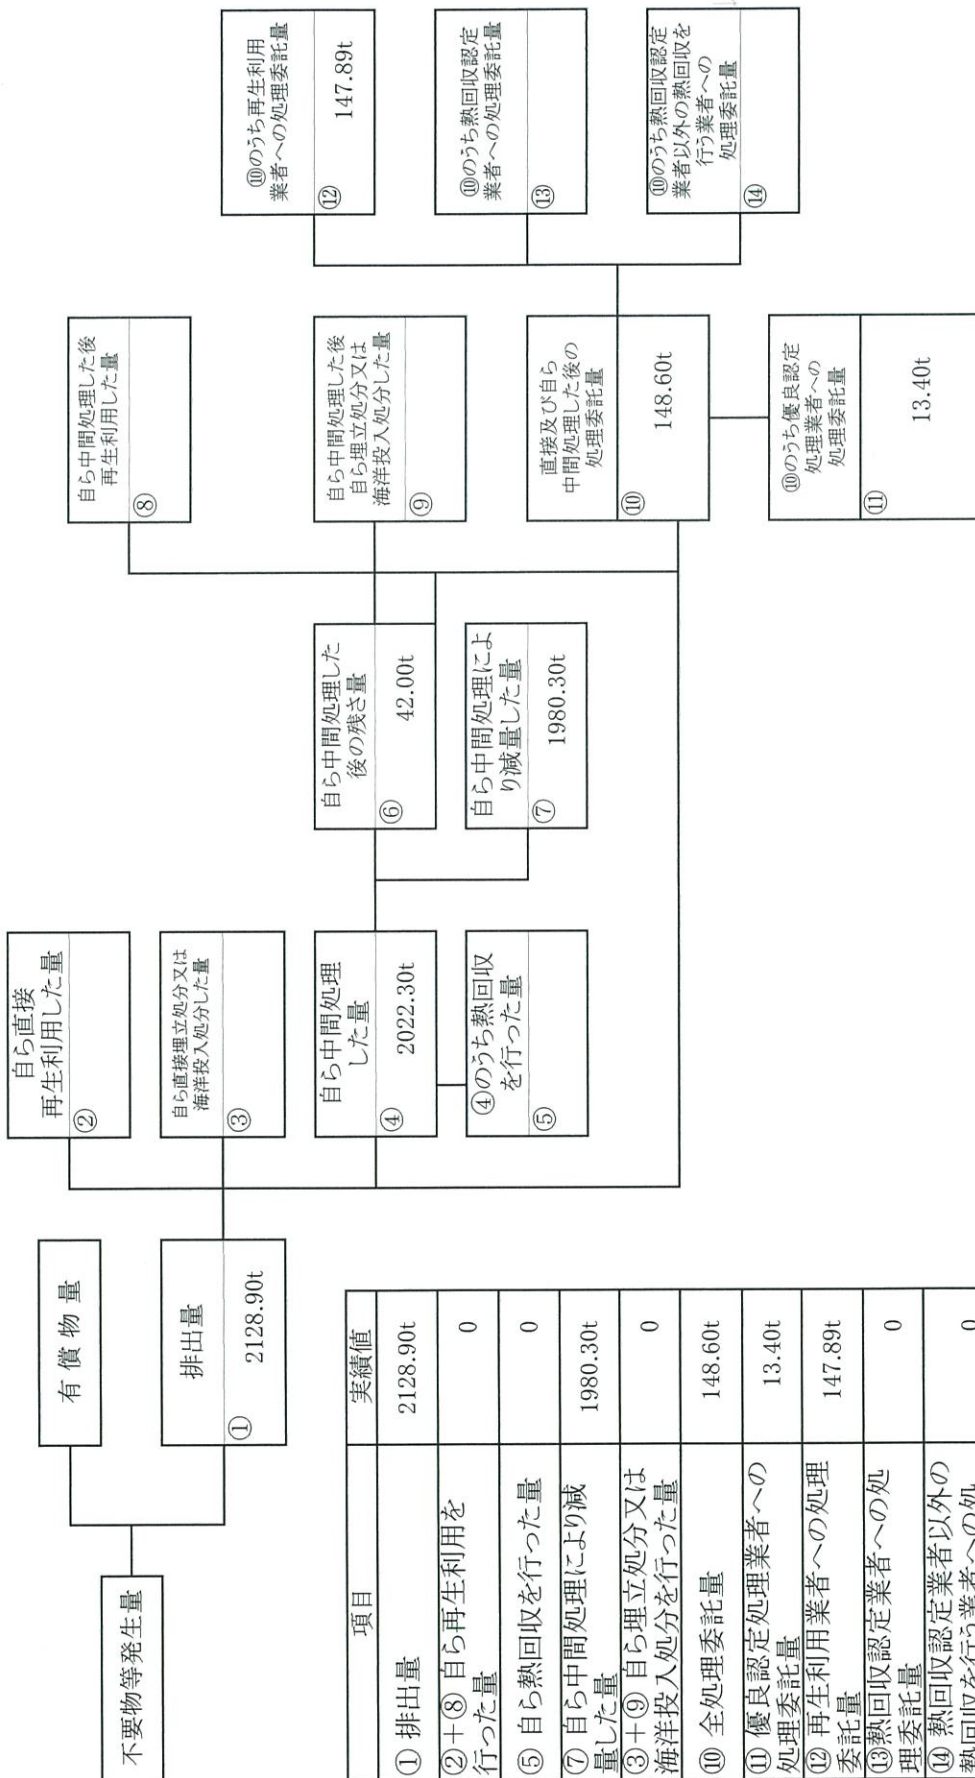 不要物等発生量
有償物量
排出量
①
2128.90t
自ら直接
再生利用した量
②
自ら直接埋立処分又は
海洋投入処分した量
③
自ら中間処理
した量
④
2022.30t
④のうち熱回収
を行った量
⑤
自ら中間処理した
後の残さ量
⑥
42.00t
自ら中間処理によ
り減量した量
⑦
1980.30t
自ら中間処理した後
再生利用した量
⑧
自ら中間処理した後
自ら埋立処分又は
海洋投入処分した量
⑨
直接及び自ら
中間処理した後の
処理委託量
⑩
148.60t
⑩のうち優良認定
処理業者への
処理委託量
⑪
13.40t
⑩のうち再生利用
業者への処理委託量
⑫
147.89t
⑩のうち熱回収認定
業者への処理委託量
⑬
⑩のうち熱回収認定
業者以外の熱回収を
行う業者への
処理委託量
⑭
項目
実績値
① 排出量
2128.90t
②+⑧ 自ら再生利用を
行った量
0
⑤ 自ら熱回収を行った量
0
⑦ 自ら中間処理により減
量した量
1980.30t
③+⑨ 自ら埋立処分又は
海洋投入処分を行った量
0
⑩ 全処理委託量
148.60t
⑪ 優良認定処理業者への
処理委託量
13.40t
⑫ 再生利用業者への処理
委託量
147.89t
⑬熱回収認定業者への処
理委託量
0
⑭ 熱回収認定業者以外の
熱回収を行う業者への処
0